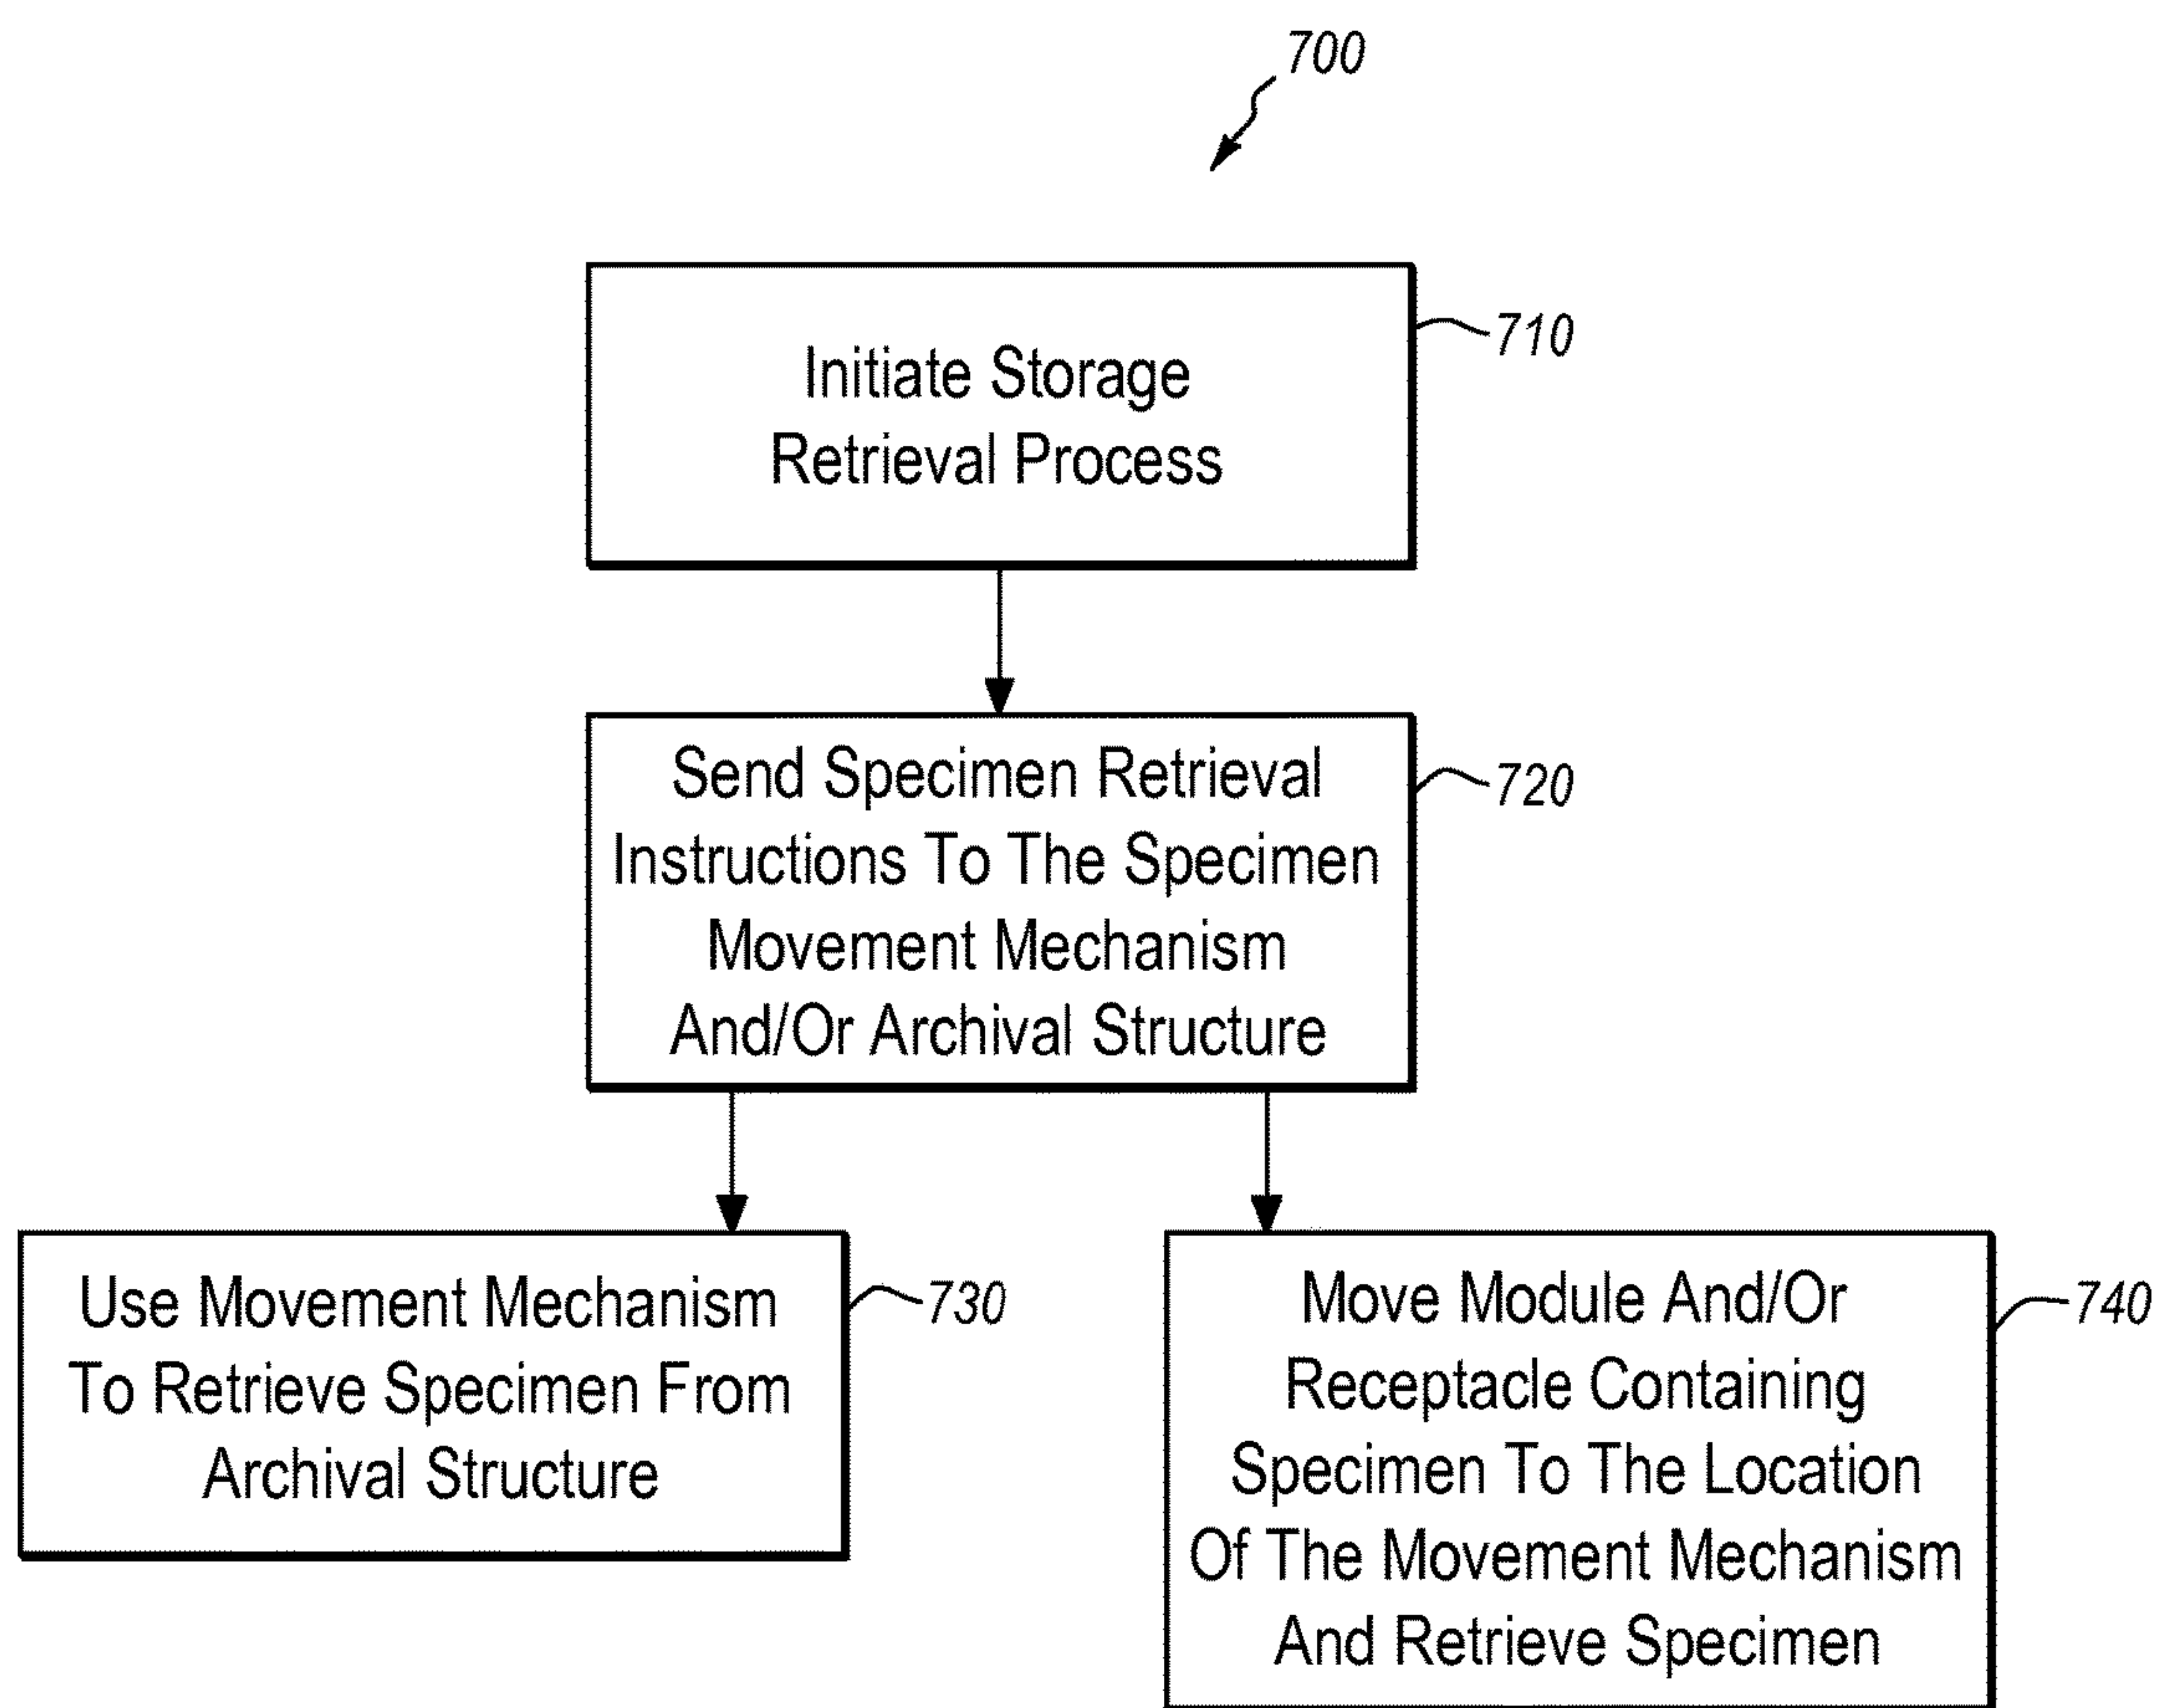 700
Initiate Storage
Retrieval Process
710
Send Specimen Retrieval
Instructions To The Specimen
Movement Mechanism
And/Or Archival Structure
720
Use Movement Mechanism
To Retrieve Specimen From
Archival Structure
730
Move Module And/Or
Receptacle Containing
Specimen To The Location
Of The Movement Mechanism
And Retrieve Specimen
740